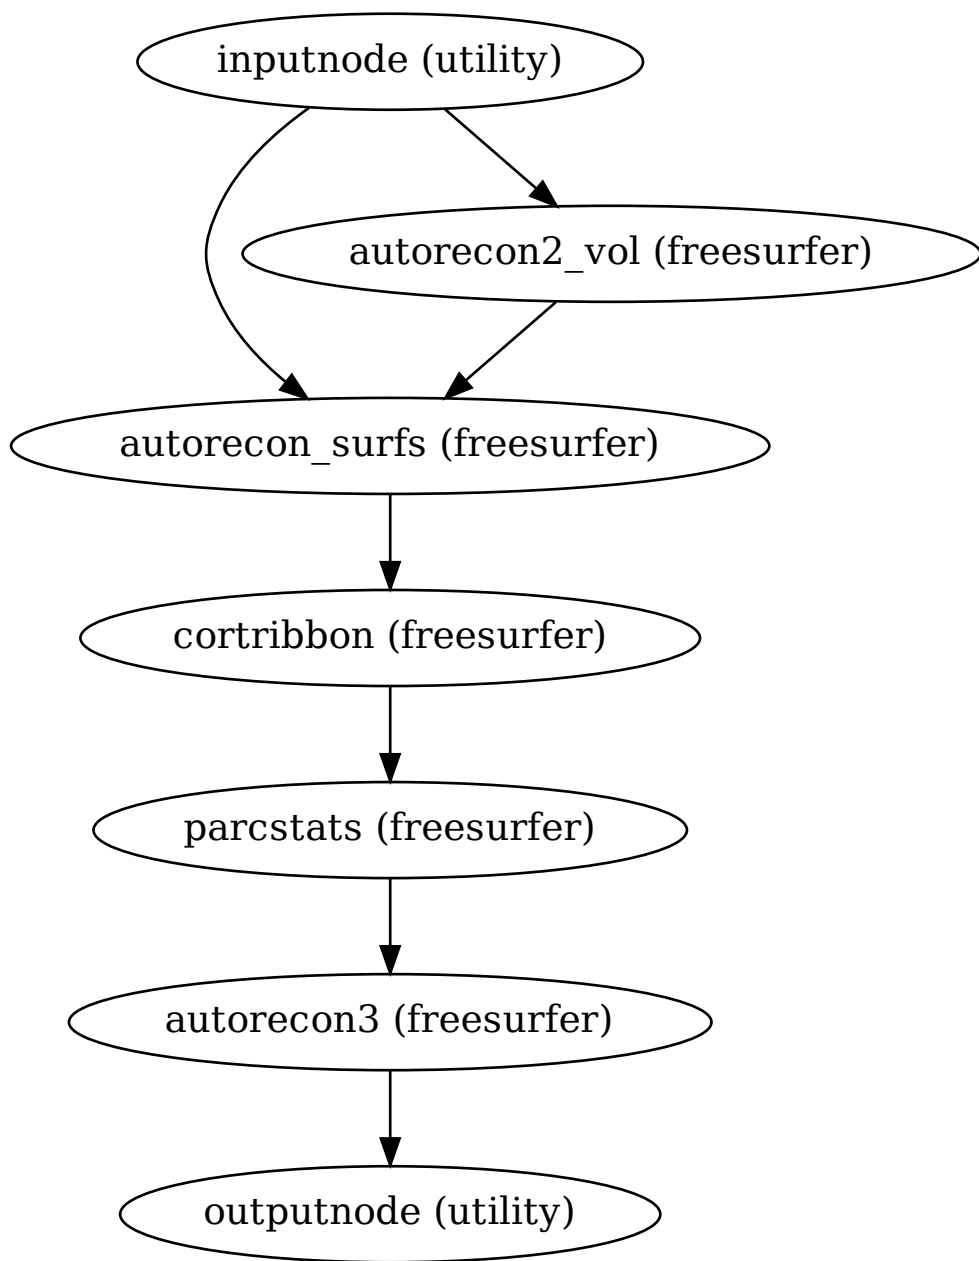 inputnode (utility)
autorecon2_vol (freesurfer)
autorecon_surfs (freesurfer)
cortribbon (freesurfer)
parcstats (freesurfer)
autorecon3 (freesurfer)
outputnode (utility)